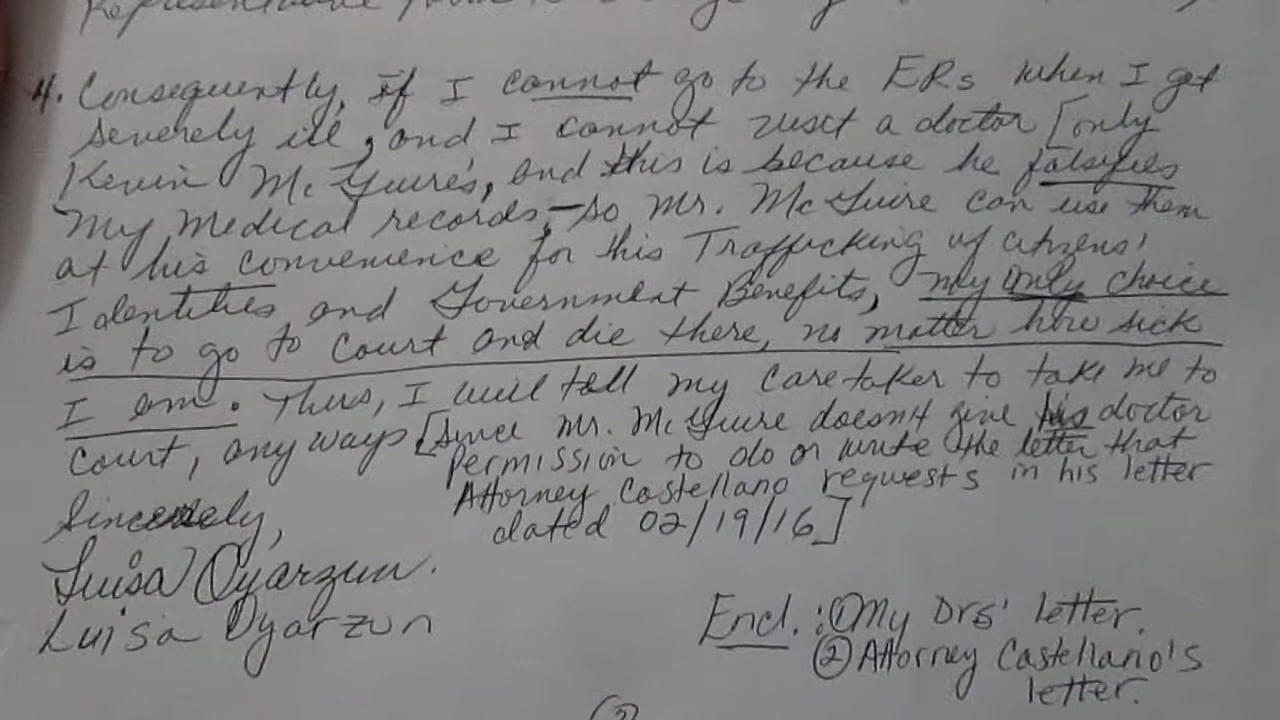 4. Consequently, if I cannot go to the ERs when I get
severely ill, and I cannot visit a doctor [only
Kevin McGuire's, and this is because he falsifies
My Medical records, – so Mr. McGuire can use them
at his convenience for this Trafficking of citizens'
Identities and Government Benefits, my only choice
is to go to court and die there, no matter how sick
I am. Thus, I will tell my caretaker to take me to
court, any ways [Since Mr. McGuire doesn't give his doctor
permission to do or write the letter that
Attorney Castellano requests in his letter
dated 02/19/16]
Sincerely,
Luisa Oyarzun.
Luisa Oyarzun
Encl.: ① My Drs' letter.
② Attorney Castellano's
letter.